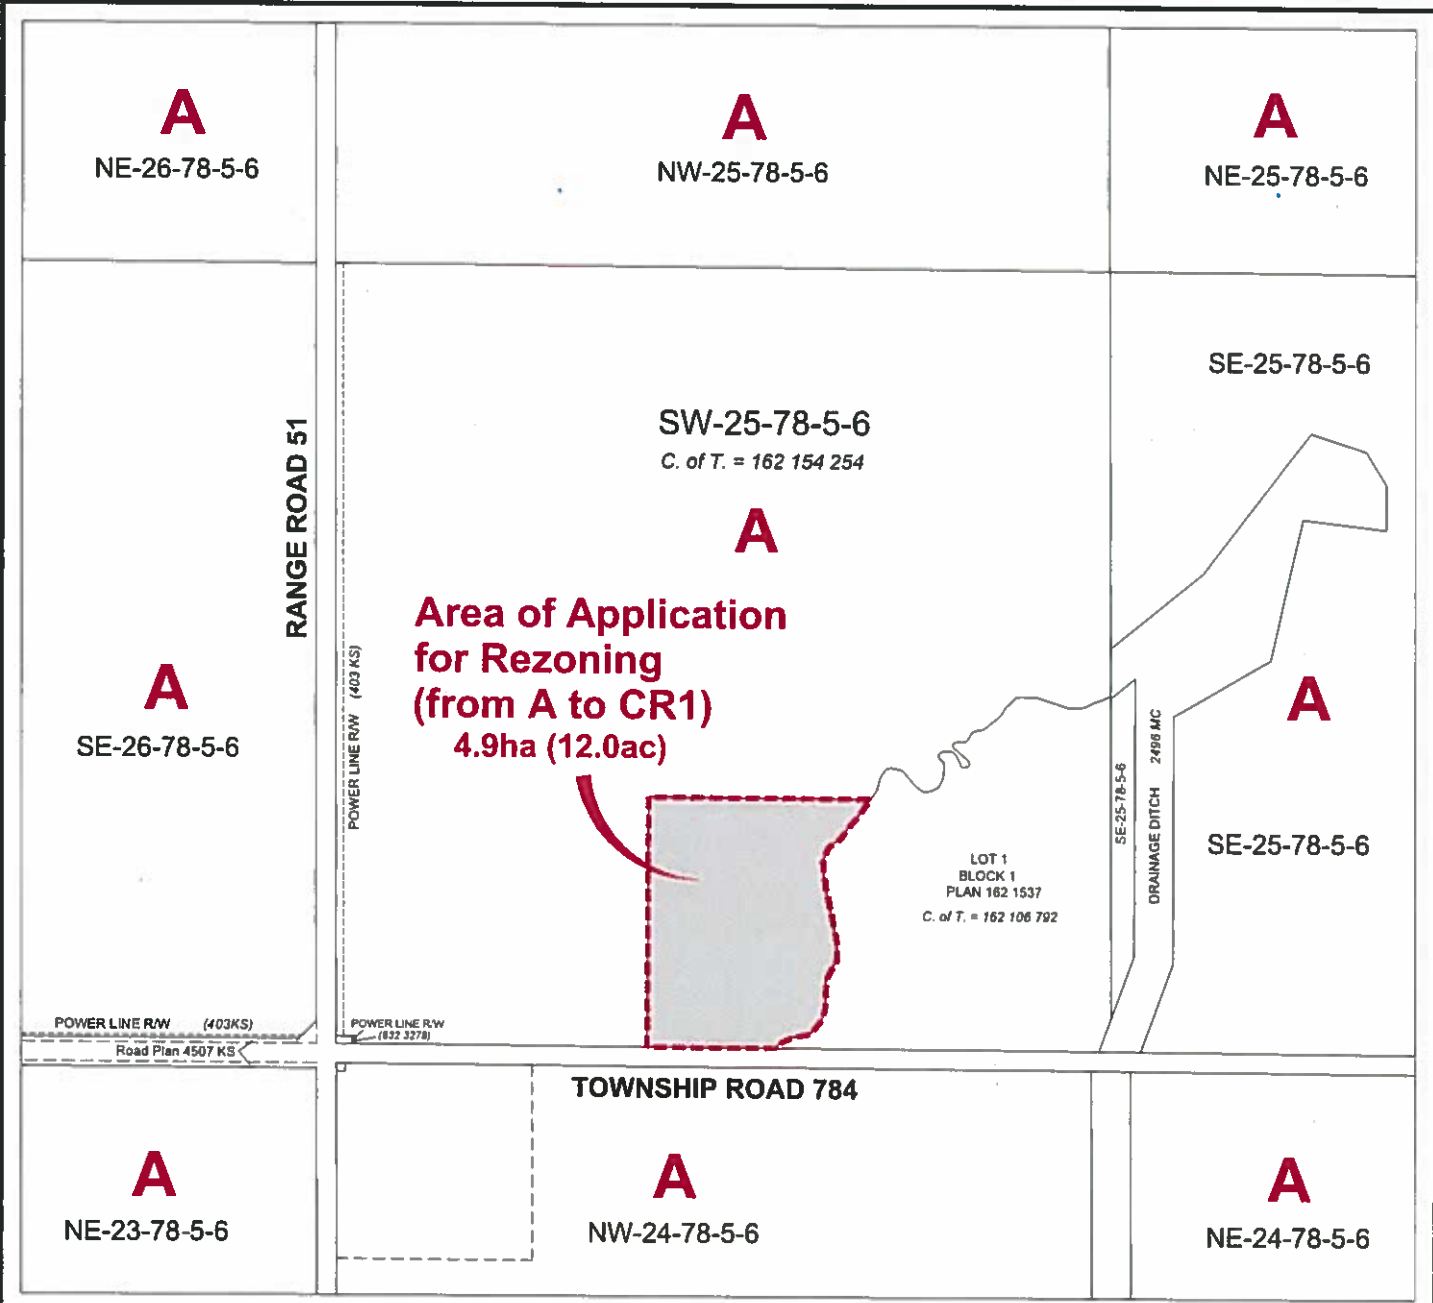 A
NE-26-78-5-6
A
NW-25-78-5-6
A
NE-25-78-5-6
SE-25-78-5-6
SW-25-78-5-6
C. of T. = 162 154 254
A
RANGE ROAD 51
Area of Application
for Rezoning
(from A to CR1)
4.9ha (12.0ac)
POWER LINE R/W (403 KS)
A
SE-26-78-5-6
A
SE-25-78-5-6
DRAINAGE DITCH 2496 MC
SE-25-78-5-6
LOT 1
BLOCK 1
PLAN 162 1537
C. of T. = 162 106 792
POWER LINE R/W (403KS)
Road Plan 4507 KS
POWER LINE R/W
(832 3278)
TOWNSHIP ROAD 784
A
NE-23-78-5-6
A
NW-24-78-5-6
A
NE-24-78-5-6